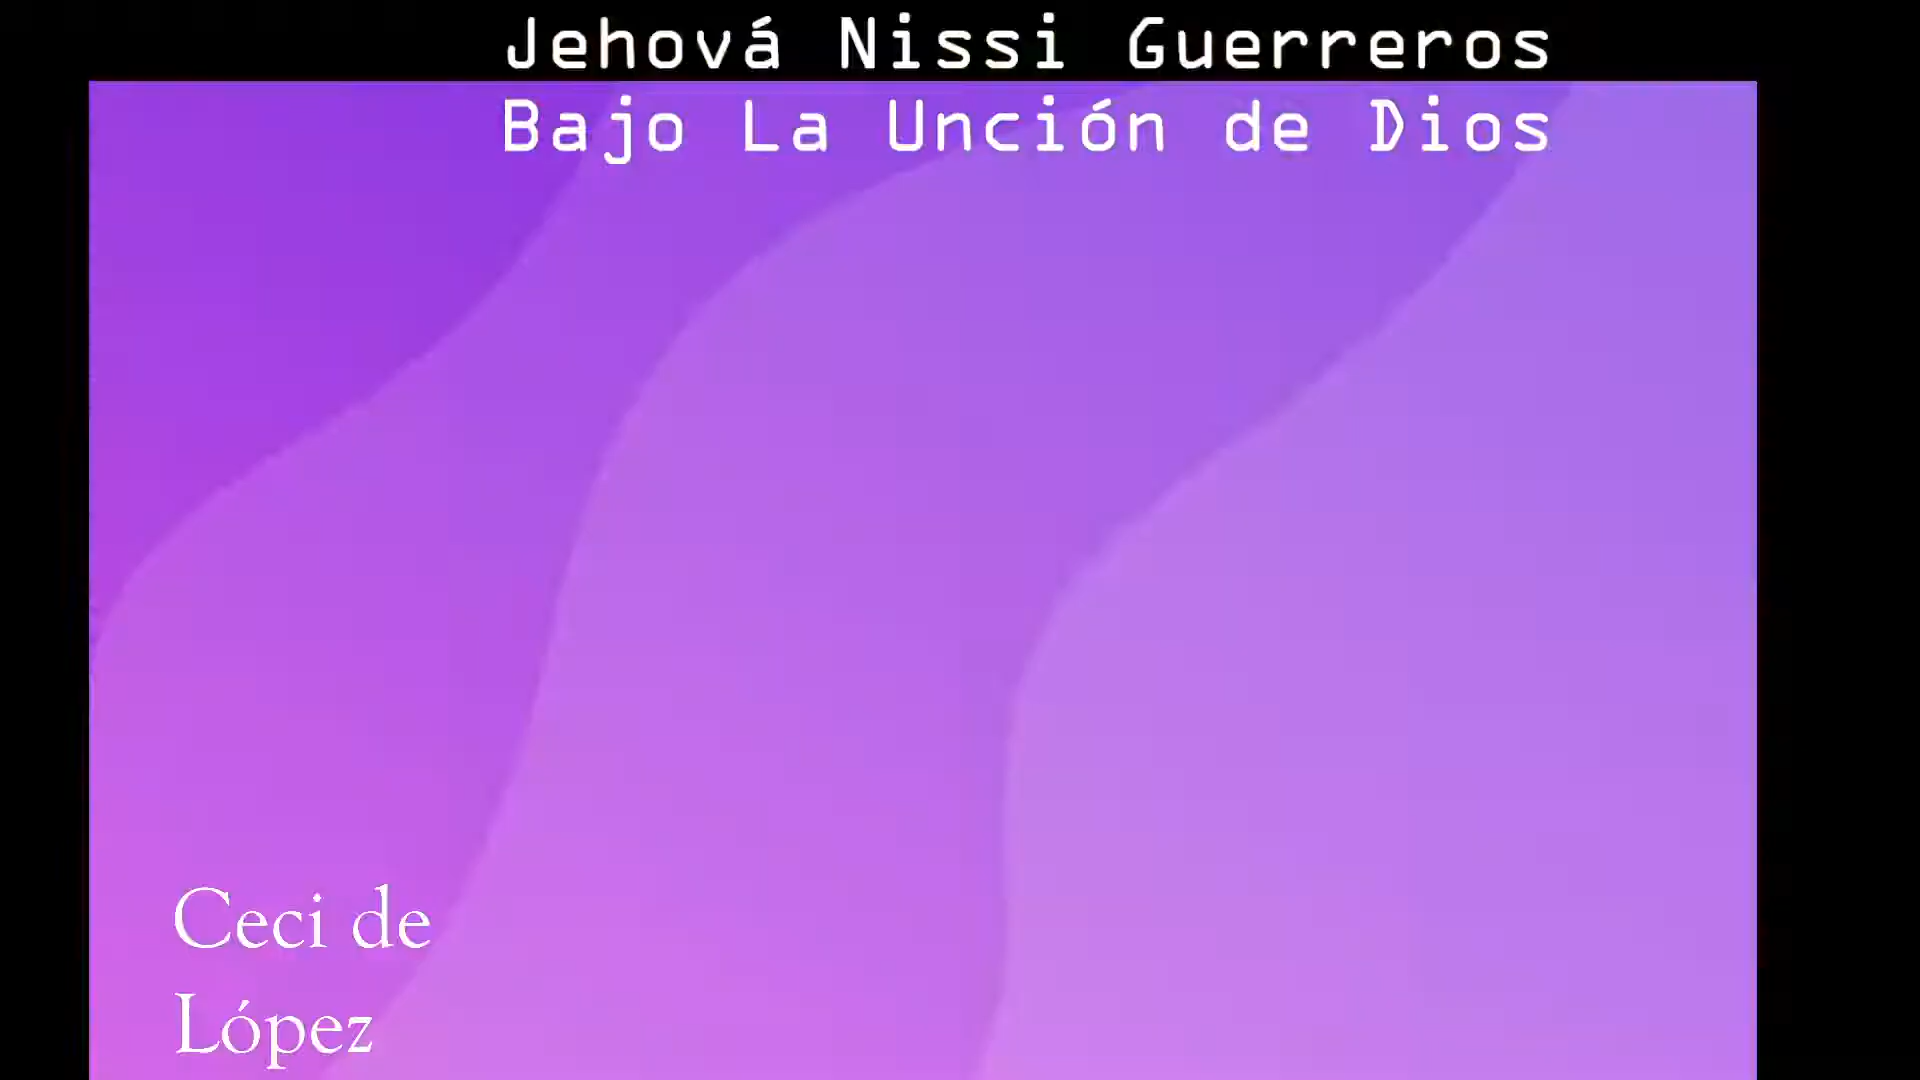 Jehová Nissi Guerreros
Bajo La Unción de Dios
Ceci de
López